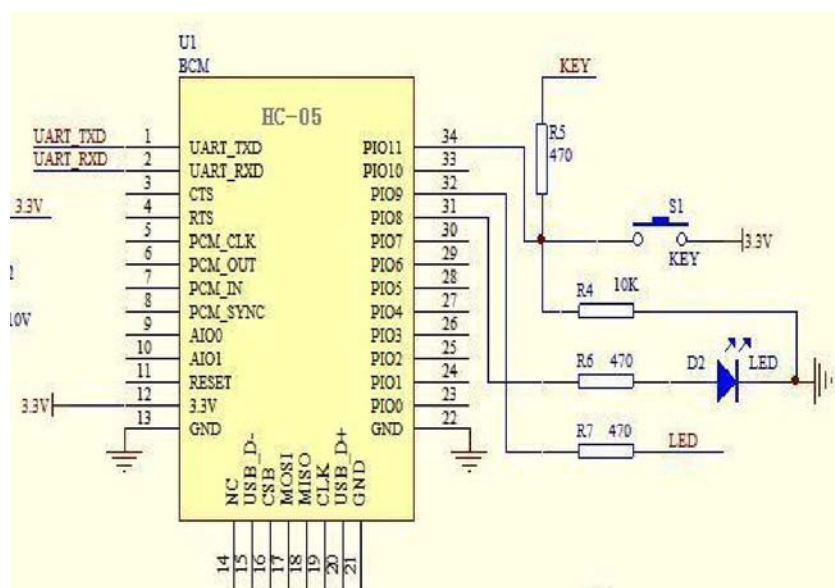 U1
BCM
HC-05
UART_TXD 1 UART_TXD PIO11 34
UART_RXD 2 UART_RXD PIO10 33
3 CTS PIO9 32
3.3V 4 RTS PIO8 31
5 PCM_CLK PIO7 30
6 PCM_OUT PIO6 29
7 PCM_IN PIO5 28
8 PCM_SYNC PIO4 27
9 AIO0 PIO3 26
10 AIO1 PIO2 25
11 RESET PIO1 24
3.3V 12 3.3V PIO0 23
13 GND GND 22
NC USB_D- CSB MOSI MISO CLK USB_D+ GND
14 15 16 17 18 19 20 21
KEY
R5
470
S1
KEY
3.3V
R4 10K
R6 470 D2 LED
R7 470 LED
10V